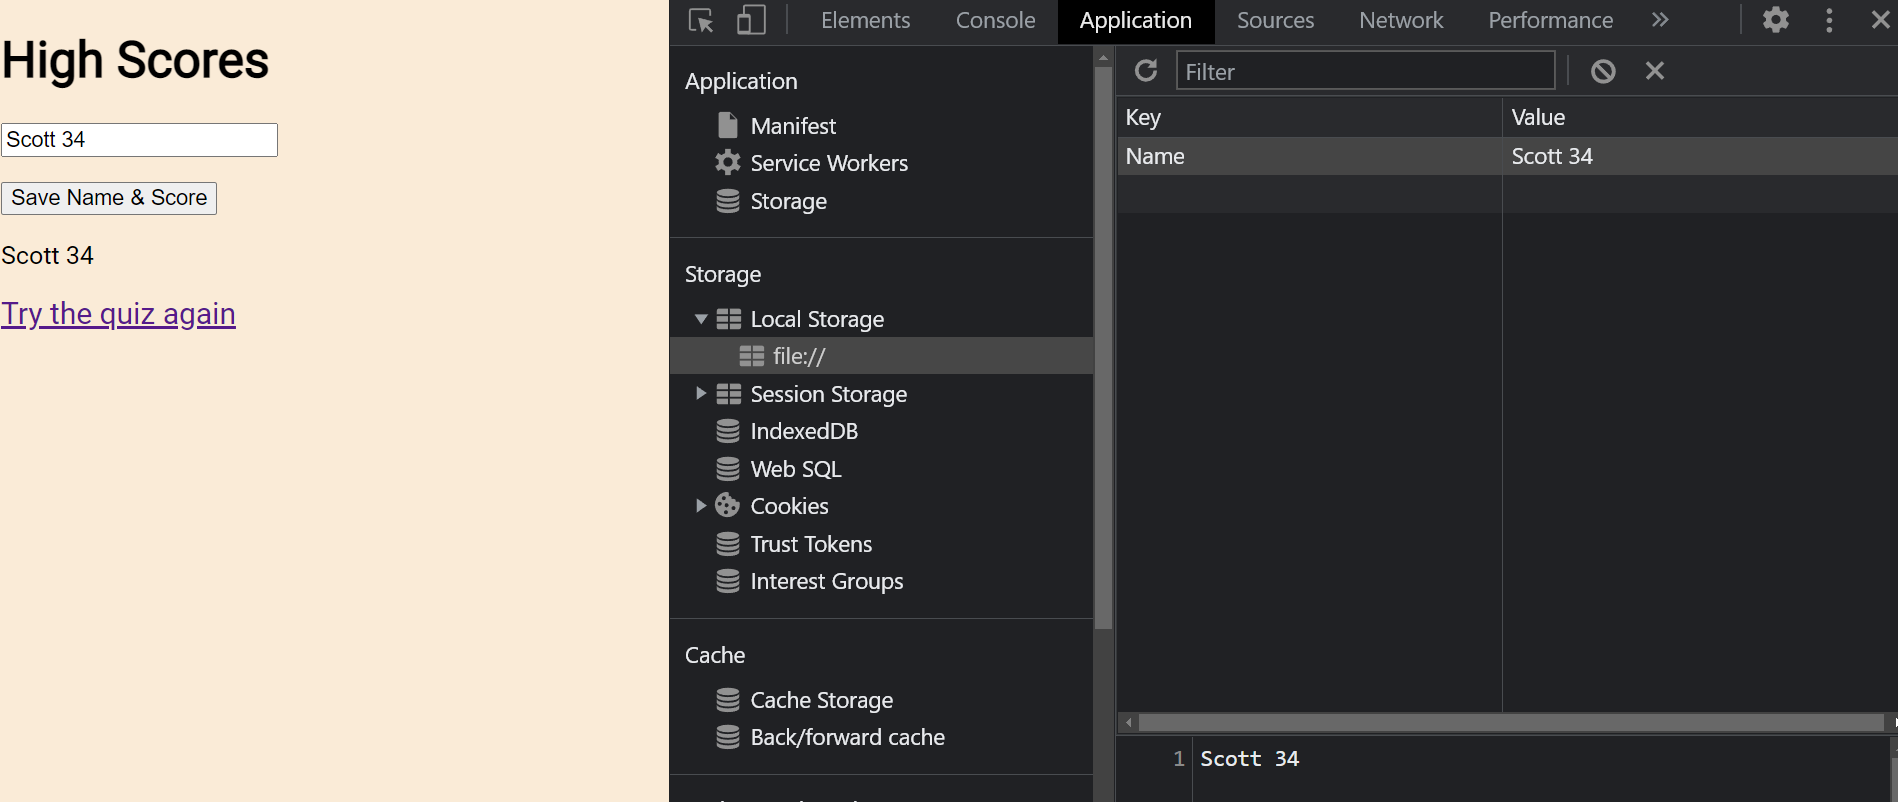 High Scores
Scott 34
Save Name & Score
Scott 34
Try the quiz again
Elements Console Application Sources Network Performance
Application
Manifest
Service Workers
Storage
Storage
Local Storage
file://
Session Storage
IndexedDB
Web SQL
Cookies
Trust Tokens
Interest Groups
Cache
Cache Storage
Back/forward cache
Filter
Key Value
Name Scott 34
1 Scott 34